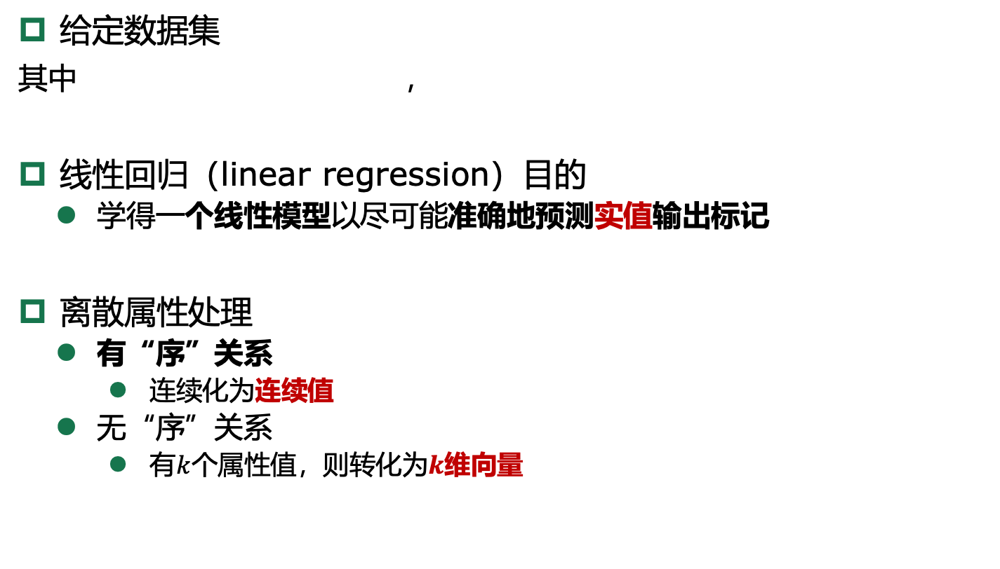 给定数据集
其中 ,
线性回归（linear regression）目的
学得一个线性模型以尽可能准确地预测实值输出标记
离散属性处理
有“序”关系
连续化为连续值
无“序”关系
有k个属性值，则转化为k维向量